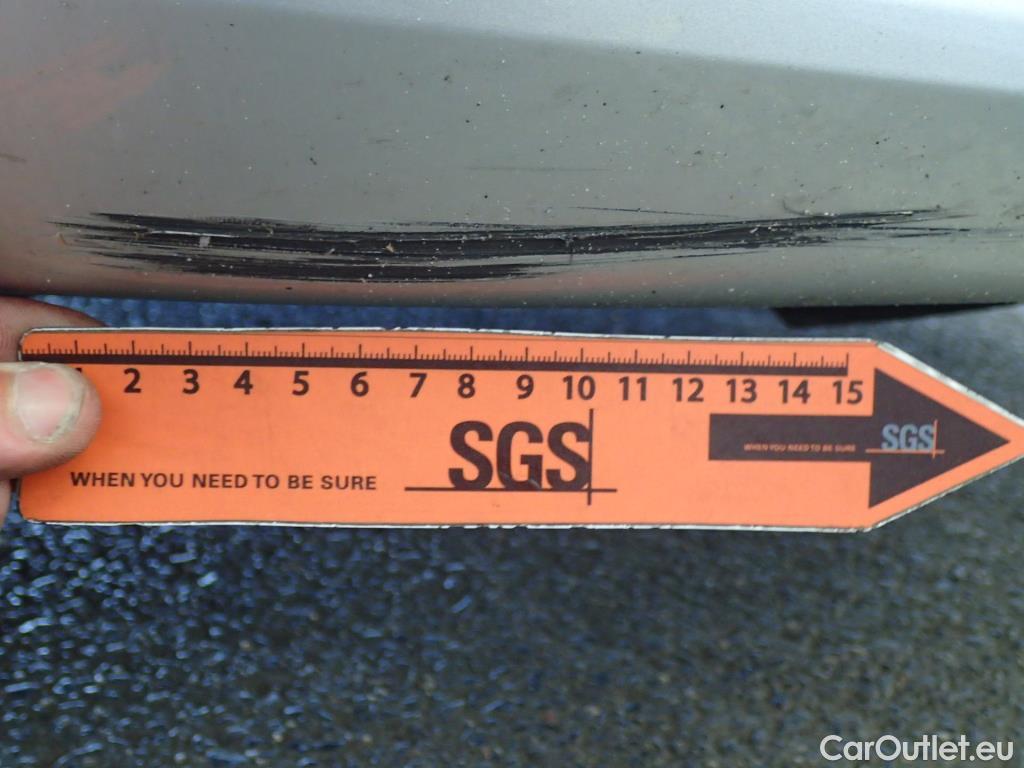 1 2 3 4 5 6 7 8 9 10 11 12 13 14 15
SGS
WHEN YOU NEED TO BE SURE
WHEN YOU NEED TO BE SURE SGS
CarOutlet.eu